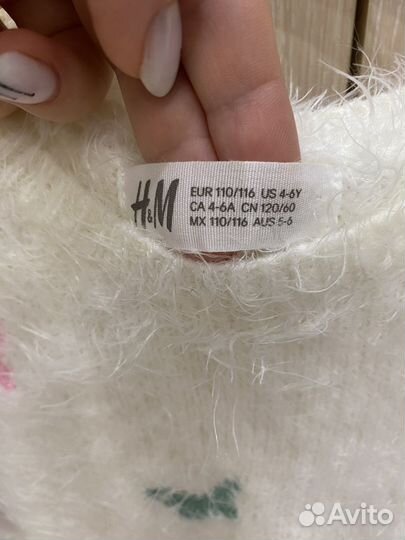 H&M
EUR 110/116 US 4-6Y
CA 4-6A CN 120/60
MX 110/116 AUS 5-6
Avito